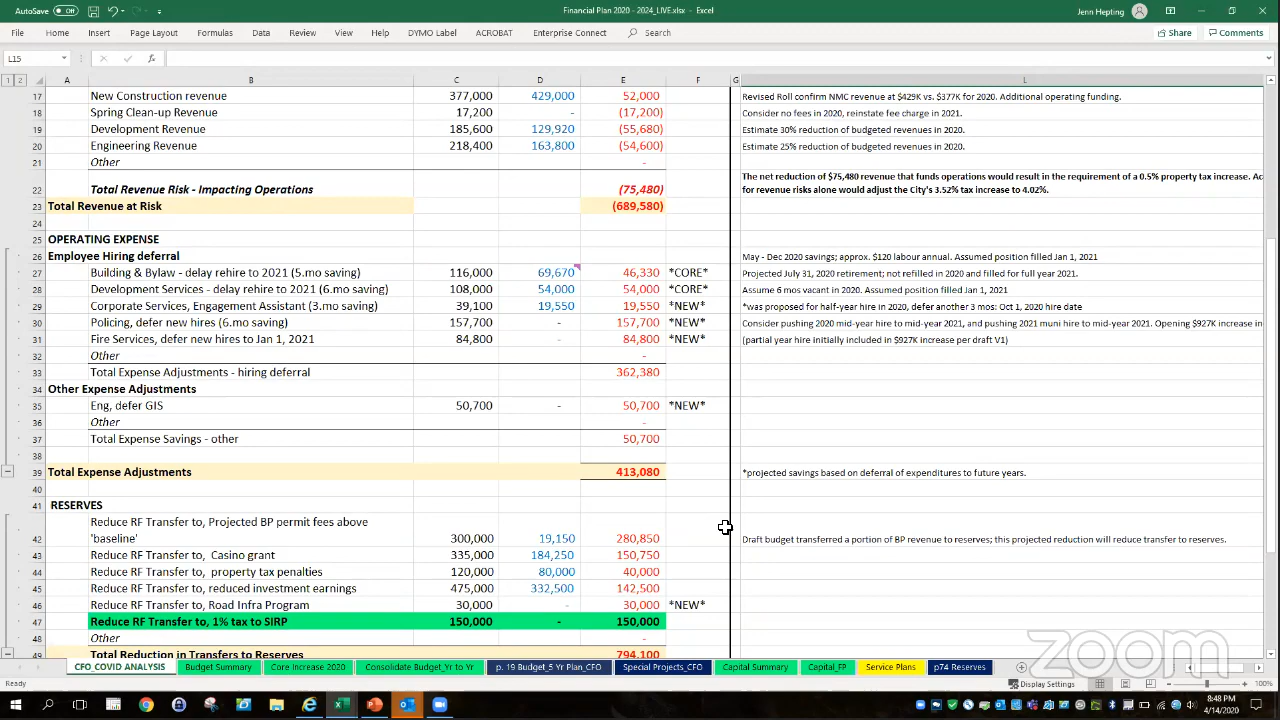 AutoSave Off Financial Plan 2020 - 2024_LIVE.xlsx - Excel Jenn Hepting
File Home Insert Page Layout Formulas Data Review View Help DYMO Label ACROBAT Enterprise Connect Search Share Comments
L15 fx
1 2 A B C D E F G L
17 New Construction revenue 377,000 429,000 52,000 Revised Roll confirm NMC revenue at $429K vs. $377K for 2020. Additional operating funding.
18 Spring Clean-up Revenue 17,200 - (17,200) Consider no fees in 2020, reinstate fee charge in 2021.
19 Development Revenue 185,600 129,920 (55,680) Estimate 30% reduction of budgeted revenues in 2020.
20 Engineering Revenue 218,400 163,800 (54,600) Estimate 25% reduction of budgeted revenues in 2020.
21 Other -
The net reduction of $75,480 revenue that funds operations would result in the requirement of a 0.5% property tax increase. Ac
22 Total Revenue Risk - Impacting Operations (75,480) for revenue risks alone would adjust the City's 3.52% tax increase to 4.02%.
23 Total Revenue at Risk (689,580)
24
25 OPERATING EXPENSE
26 Employee Hiring deferral May - Dec 2020 savings; approx. $120 labour annual. Assumed position filled Jan 1, 2021
27 Building & Bylaw - delay rehire to 2021 (5.mo saving) 116,000 69,670 46,330 *CORE* Projected July 31, 2020 retirement; not refilled in 2020 and filled for full year 2021.
28 Development Services - delay rehire to 2021 (6.mo saving) 108,000 54,000 54,000 *CORE* Assume 6 mos vacant in 2020. Assumed position filled Jan 1, 2021
29 Corporate Services, Engagement Assistant (3.mo saving) 39,100 19,550 19,550 *NEW* *was proposed for half-year hire in 2020, defer another 3 mos: Oct 1, 2020 hire date
30 Policing, defer new hires (6.mo saving) 157,700 - 157,700 *NEW* Consider pushing 2020 mid-year hire to mid-year 2021, and pushing 2021 muni hire to mid-year 2021. Opening $927K increase in
31 Fire Services, defer new hires to Jan 1, 2021 84,800 - 84,800 *NEW* (partial year hire initially included in $927K increase per draft V1)
32 Other -
33 Total Expense Adjustments - hiring deferral 362,380
34 Other Expense Adjustments
35 Eng, defer GIS 50,700 - 50,700 *NEW*
36 Other -
37 Total Expense Savings - other 50,700
38
39 Total Expense Adjustments 413,080 *projected savings based on deferral of expenditures to future years.
40
41 RESERVES
Reduce RF Transfer to, Projected BP permit fees above
42 'baseline' 300,000 19,150 280,850 Draft budget transferred a portion of BP revenue to reserves; this projected reduction will reduce transfer to reserves.
43 Reduce RF Transfer to, Casino grant 335,000 184,250 150,750
44 Reduce RF Transfer to, property tax penalties 120,000 80,000 40,000
45 Reduce RF Transfer to, reduced investment earnings 475,000 332,500 142,500
46 Reduce RF Transfer to, Road Infra Program 30,000 - 30,000 *NEW*
47 Reduce RF Transfer to, 1% tax to SIRP 150,000 - 150,000
48 Other -
49 Total Reduction in Transfers to Reserves 794,100
zoom
CFO_COVID ANALYSIS Budget Summary Core Increase 2020 Consolidate Budget_Yr to Yr p. 19 Budget_5 Yr Plan_CFO Special Projects_CFO Capital Summary Capital_FP Service Plans p74 Reserves
Ready Display Settings 100%
8:48 PM
4/14/2020